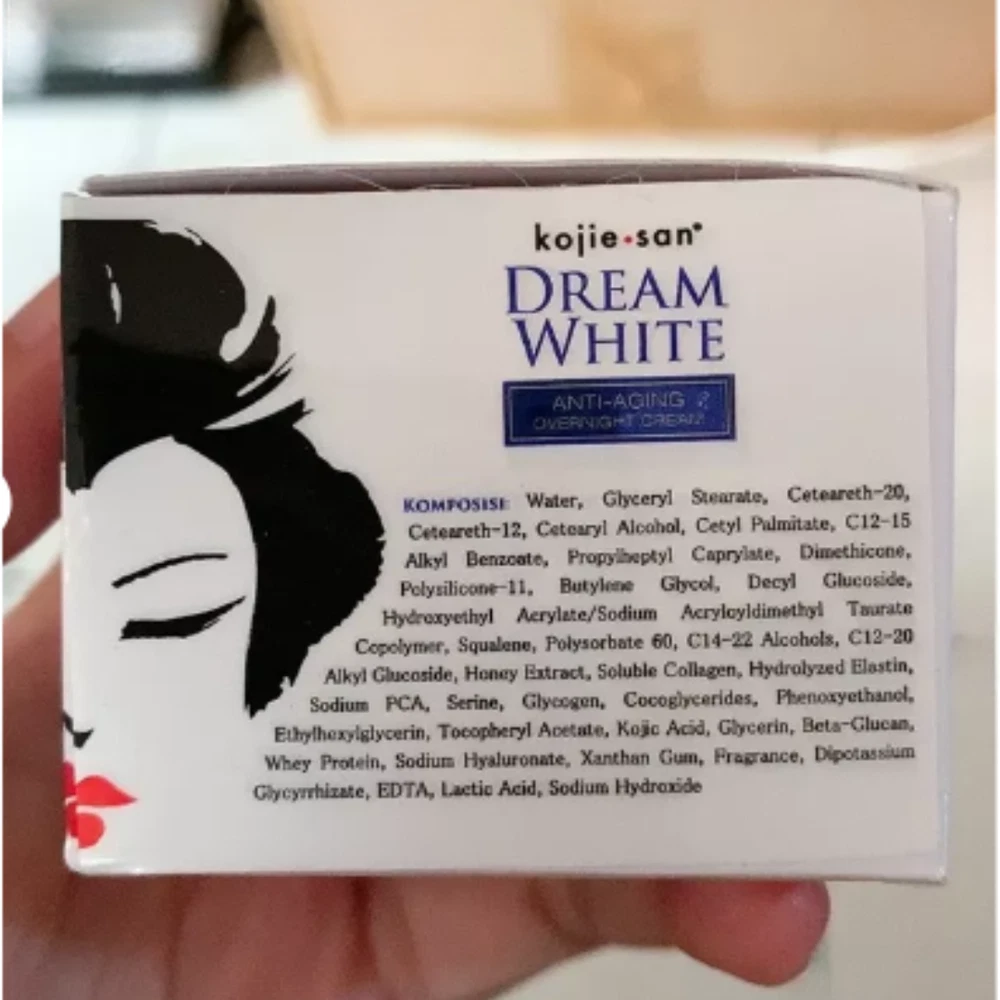 kojie•san®
DREAM
WHITE
ANTI-AGING
OVERNIGHT CREAM
KOMPOSISI: Water, Glyceryl Stearate, Ceteareth-20,
Ceteareth-12, Cetearyl Alcohol, Cetyl Palmitate, C12-15
Alkyl Benzoate, Propylheptyl Caprylate, Dimethicone,
Polysilicone-11, Butylene Glycol, Decyl Glucoside,
Hydroxyethyl Acrylate/Sodium Acryloyldimethyl Taurate
Copolymer, Squalene, Polysorbate 60, C14-22 Alcohols, C12-20
Alkyl Glucoside, Honey Extract, Soluble Collagen, Hydrolyzed Elastin,
Sodium PCA, Serine, Glycogen, Cocoglycerides, Phenoxyethanol,
Ethylhexylglycerin, Tocopheryl Acetate, Kojic Acid, Glycerin, Beta-Glucan,
Whey Protein, Sodium Hyaluronate, Xanthan Gum, Fragrance, Dipotassium
Glycyrrhizate, EDTA, Lactic Acid, Sodium Hydroxide